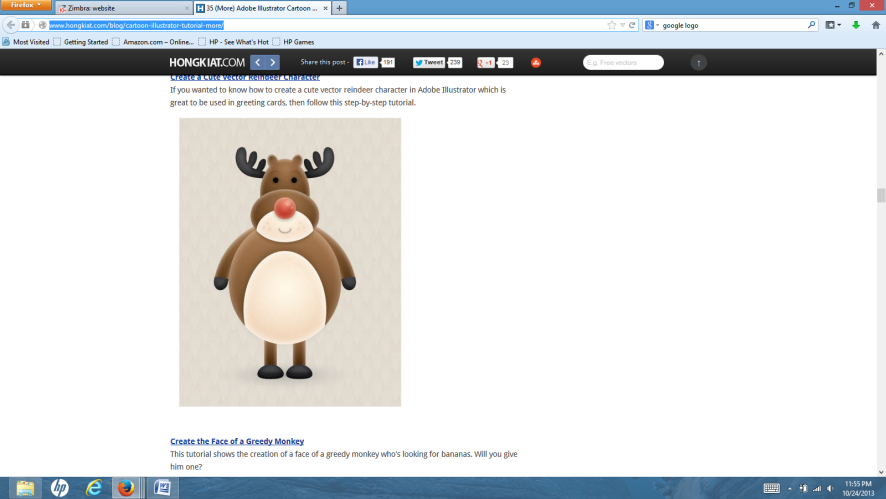 Firefox
Zimbra: website
35 (More) Adobe Illustrator Cartoon ...
www.hongkiat.com/blog/cartoon-illustrator-tutorial-more/
google logo
Most Visited
Getting Started
Amazon.com – Online...
HP - See What's Hot
HP Games
HONGKIAT.COM
Share this post -
Like
191
Tweet
239
+1
23
E.g. Free vectors
Create a Cute Vector Reindeer Character
If you wanted to know how to create a cute vector reindeer character in Adobe Illustrator which is
great to be used in greeting cards, then follow this step-by-step tutorial.
Create the Face of a Greedy Monkey
This tutorial shows the creation of a face of a greedy monkey who's looking for bananas. Will you give
him one?
11:55 PM
10/24/2013